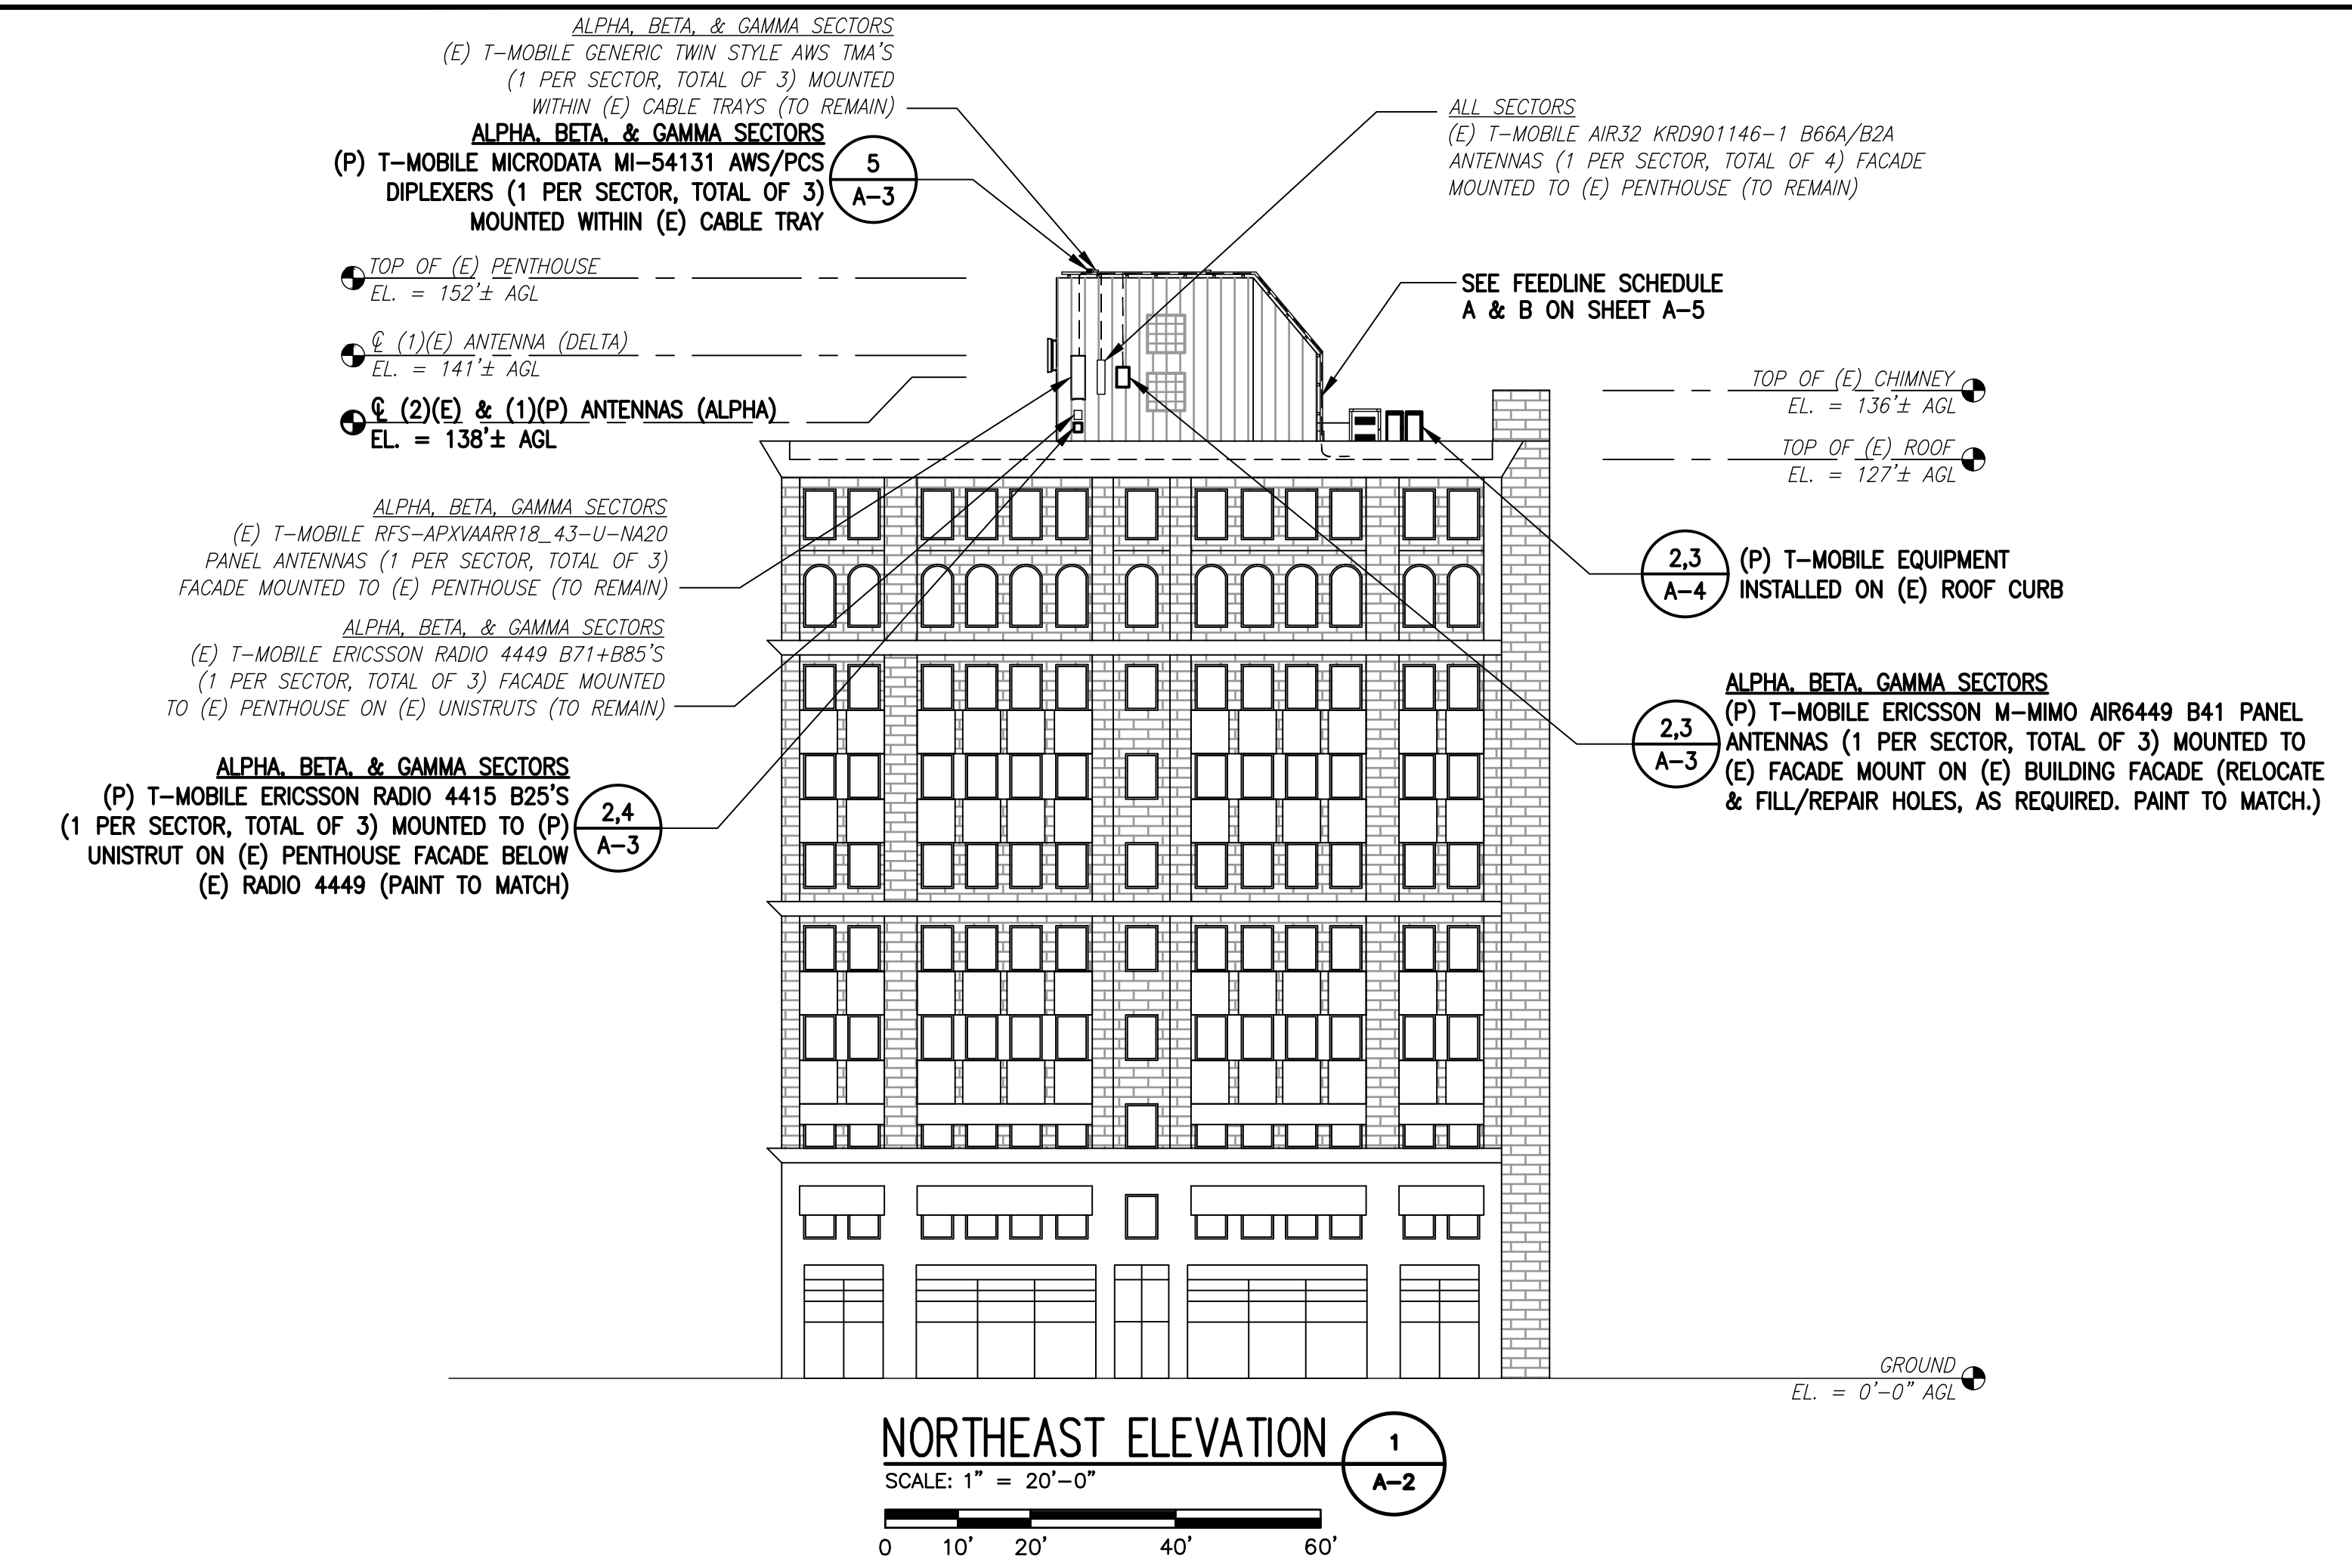 ALPHA, BETA, & GAMMA SECTORS
(E) T-MOBILE GENERIC TWIN STYLE AWS TMA'S
(1 PER SECTOR, TOTAL OF 3) MOUNTED
WITHIN (E) CABLE TRAYS (TO REMAIN)
ALPHA, BETA, & GAMMA SECTORS
(P) T-MOBILE MICRODATA MI-54131 AWS/PCS
DIPLEXERS (1 PER SECTOR, TOTAL OF 3)
MOUNTED WITHIN (E) CABLE TRAY
5
A-3
ALL SECTORS
(E) T-MOBILE AIR32 KRD901146-1 B66A/B2A
ANTENNAS (1 PER SECTOR, TOTAL OF 4) FACADE
MOUNTED TO (E) PENTHOUSE (TO REMAIN)
TOP OF (E) PENTHOUSE
EL. = 152'± AGL
SEE FEEDLINE SCHEDULE
A & B ON SHEET A-5
℄ (1)(E) ANTENNA (DELTA)
EL. = 141'± AGL
℄ (2)(E) & (1)(P) ANTENNAS (ALPHA)
EL. = 138'± AGL
TOP OF (E) CHIMNEY
EL. = 136'± AGL
TOP OF (E) ROOF
EL. = 127'± AGL
ALPHA, BETA, GAMMA SECTORS
(E) T-MOBILE RFS-APXVAARR18_43-U-NA20
PANEL ANTENNAS (1 PER SECTOR, TOTAL OF 3)
FACADE MOUNTED TO (E) PENTHOUSE (TO REMAIN)
2,3
A-4
(P) T-MOBILE EQUIPMENT
INSTALLED ON (E) ROOF CURB
ALPHA, BETA, & GAMMA SECTORS
(E) T-MOBILE ERICSSON RADIO 4449 B71+B85'S
(1 PER SECTOR, TOTAL OF 3) FACADE MOUNTED
TO (E) PENTHOUSE ON (E) UNISTRUTS (TO REMAIN)
2,3
A-3
ALPHA, BETA, GAMMA SECTORS
(P) T-MOBILE ERICSSON M-MIMO AIR6449 B41 PANEL
ANTENNAS (1 PER SECTOR, TOTAL OF 3) MOUNTED TO
(E) FACADE MOUNT ON (E) BUILDING FACADE (RELOCATE
& FILL/REPAIR HOLES, AS REQUIRED. PAINT TO MATCH.)
ALPHA, BETA, & GAMMA SECTORS
(P) T-MOBILE ERICSSON RADIO 4415 B25'S
(1 PER SECTOR, TOTAL OF 3) MOUNTED TO (P)
UNISTRUT ON (E) PENTHOUSE FACADE BELOW
(E) RADIO 4449 (PAINT TO MATCH)
2,4
A-3
GROUND
EL. = 0'-0" AGL
NORTHEAST ELEVATION
SCALE: 1" = 20'-0"
1
A-2
0 10' 20' 40' 60'